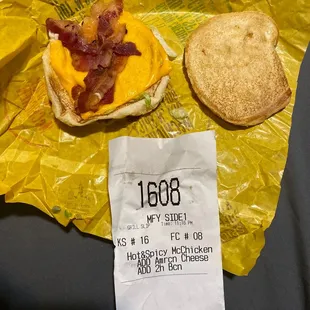 1608
MFY SIDE1
KS # 16 FC # 08
Hot&Spicy McChicken
ADD Amrcn Cheese
ADD 2h Bcn